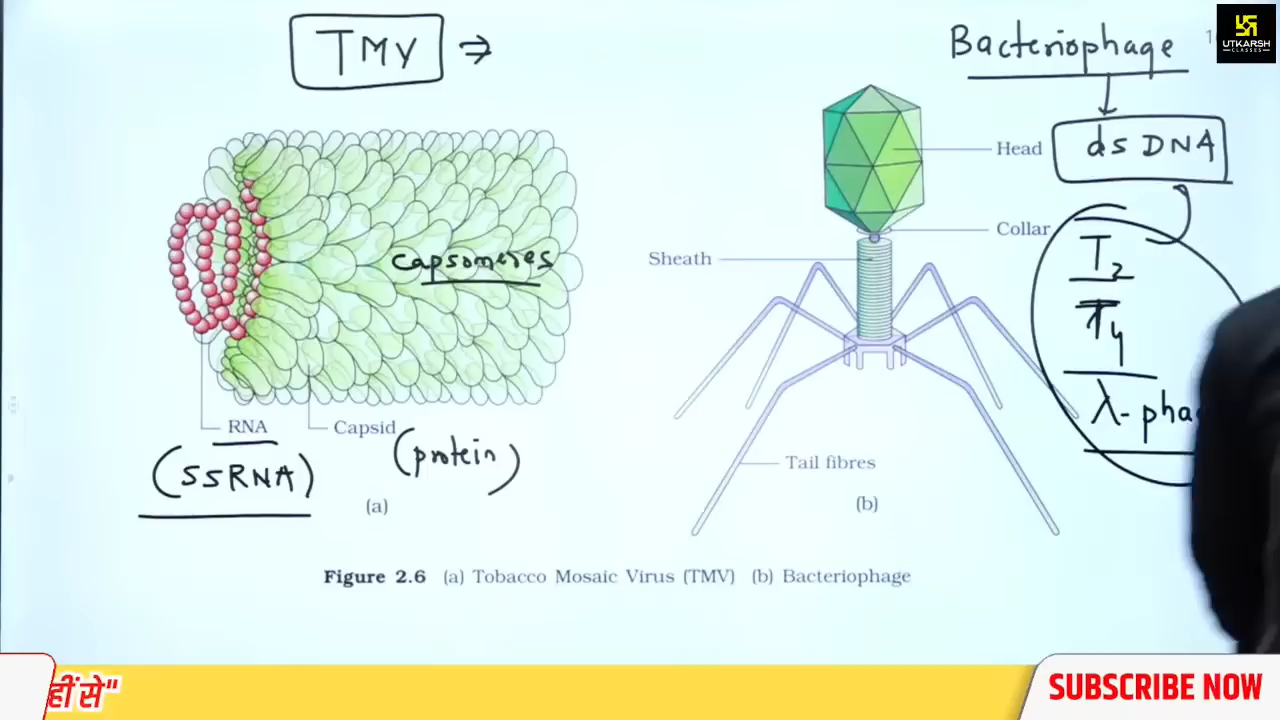 TMV ⇒
Bacteriophage
UTKARSH
CLASSES
Head
ds DNA
Collar
Sheath
T2
T4
capsomeres
λ-pha
RNA
Capsid
(ssRNA)
(protein)
Tail fibres
(a)
(b)
Figure 2.6 (a) Tobacco Mosaic Virus (TMV) (b) Bacteriophage
हीं से"
SUBSCRIBE NOW